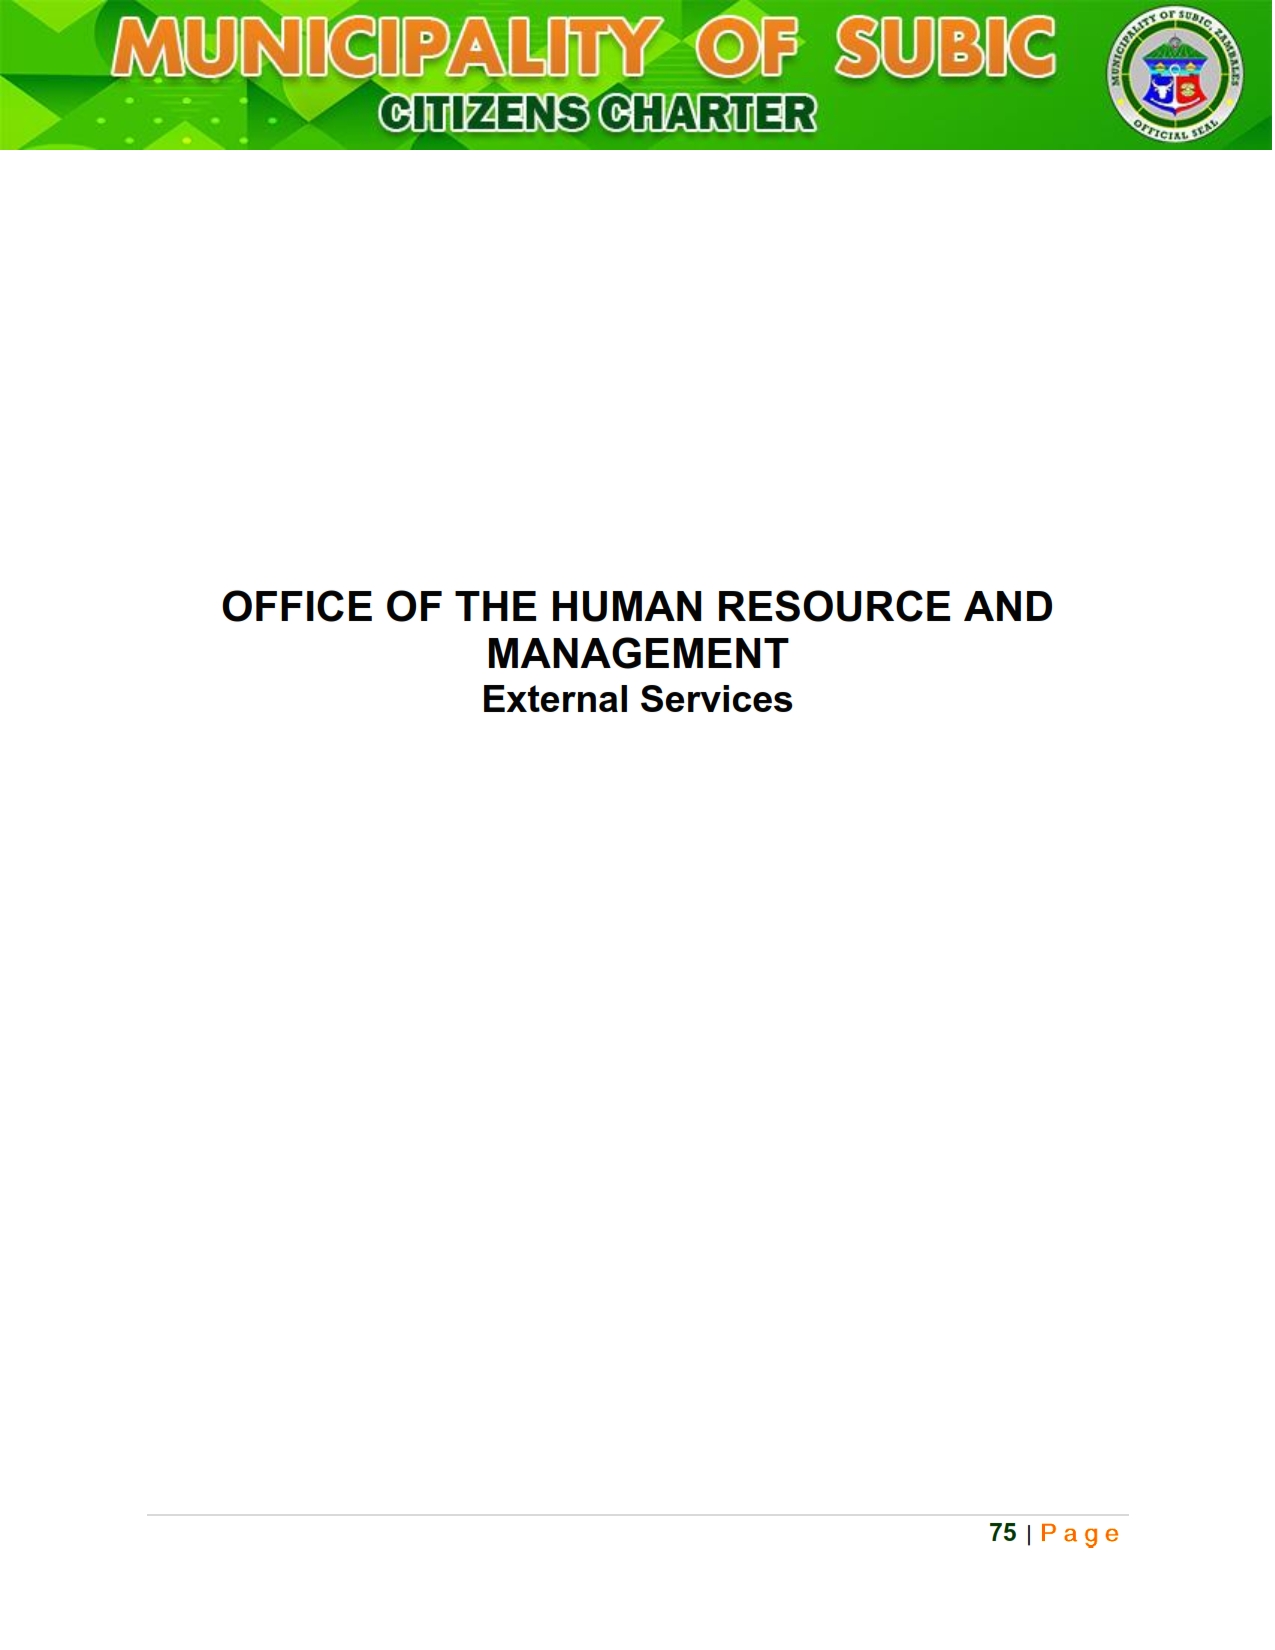 MUNICIPALITY OF SUBIC
CITIZENS CHARTER
MUNICIPALITY OF SUBIC, ZAMBALES
OFFICIAL SEAL
OFFICE OF THE HUMAN RESOURCE AND
MANAGEMENT
External Services
75 | Page